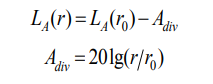 L_A(r) = L_A(r_0) − A_div
A_div = 20lg(r/r_0)